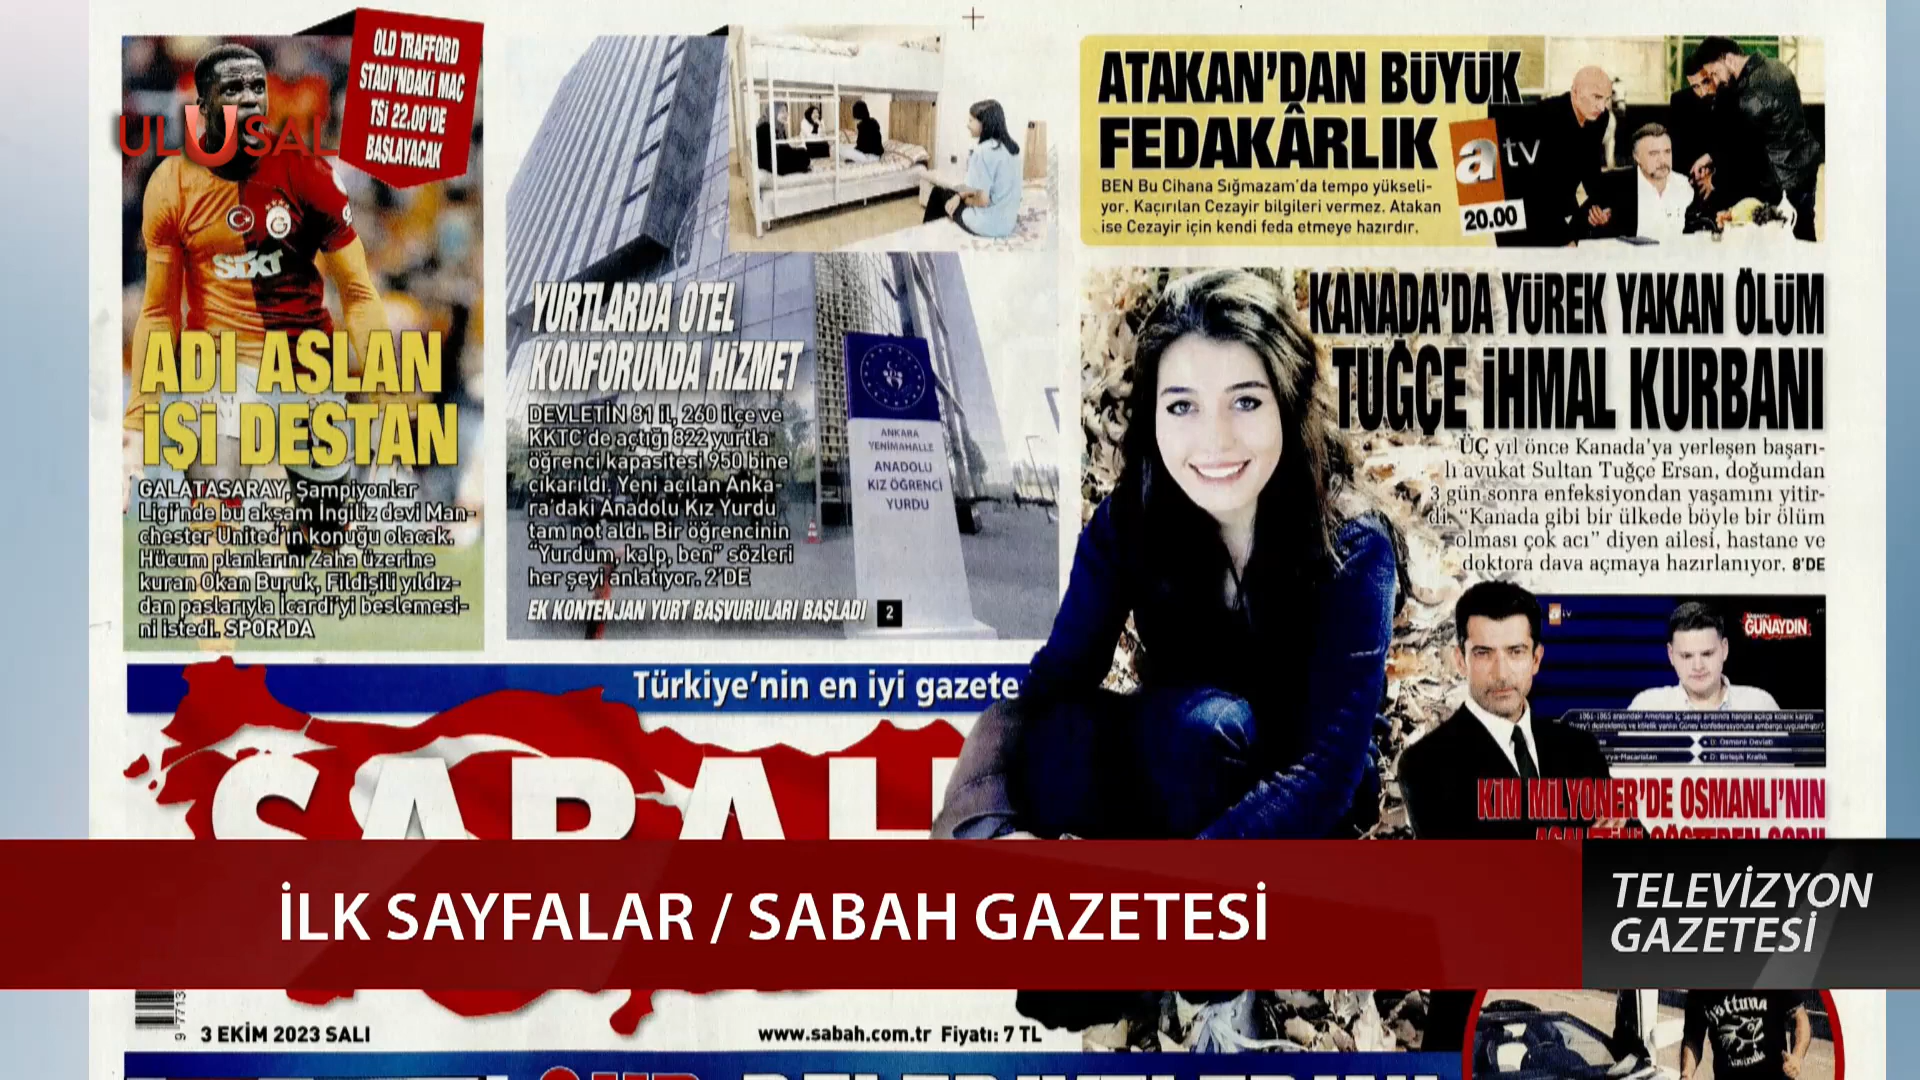 OLD TRAFFORD
STADI'NDAKİ MAÇ
TSİ 22.00'DE
BAŞLAYACAK
ULUSAL
SIXT
ADI ASLAN
İŞİ DESTAN
GALATASARAY, Şampiyonlar
Ligi'nde bu akşam İngiliz devi Man-
chester United'ın konuğu olacak.
Hücum planlarını Zaha üzerine
kuran Okan Buruk, Fildişili yıldız-
dan paslarıyla İcardi'yi beslemesi-
ni istedi. SPOR'DA
YURTLARDA OTEL
KONFORUNDA HİZMET
DEVLETİN 81 il, 260 ilçe ve
KKTC'de açtığı 822 yurtla
öğrenci kapasitesi 950 bine
çıkarıldı. Yeni açılan Anka-
ra'daki Anadolu Kız Yurdu
tam not aldı. Bir öğrencinin
"Yurdum, kalp, ben" sözleri
her şeyi anlatıyor. 2'DE
EK KONTENJAN YURT BAŞVURULARI BAŞLADI 2
ANKARA
YENİMAHALLE
ANADOLU
KIZ ÖĞRENCİ
YURDU
ATAKAN'DAN BÜYÜK
FEDAKÂRLIK
BEN Bu Cihana Sığmazam'da tempo yükseli-
yor. Kaçırılan Cezayir bilgileri vermez. Atakan
ise Cezayir için kendi feda etmeye hazırdır.
atv
20.00
KANADA'DA YÜREK YAKAN ÖLÜM
TUĞÇE İHMAL KURBANI
ÜÇ yıl önce Kanada'ya yerleşen başarı-
lı avukat Sultan Tuğçe Ersan, doğumdan
3 gün sonra enfeksiyondan yaşamını yitir-
di. "Kanada gibi bir ülkede böyle bir ölüm
olması çok acı" diyen ailesi, hastane ve
doktora dava açmaya hazırlanıyor. 8'DE
atv
GÜNAYDIN
D: Osmanlı Devleti
D: Birleşik Krallık
KİM MİLYONER'DE OSMANLI'NIN
Türkiye'nin en iyi gazete
SABAH
İLK SAYFALAR / SABAH GAZETESİ
TELEVİZYON
GAZETESİ
3 EKİM 2023 SALI
www.sabah.com.tr Fiyatı: 7 TL